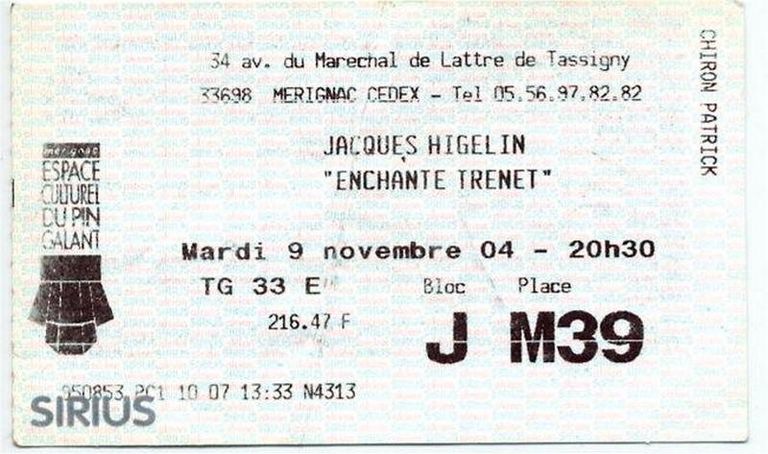 34 av. du Marechal de Lattre de Tassigny
33698 MERIGNAC CEDEX - Tel 05.56.97.82.82
JACQUES HIGELIN
"ENCHANTE TRENET"
CHIRON PATRICK
merignac
ESPACE
CULTUREL
DU PIN
GALANT
Mardi 9 novembre 04 - 20h30
TG 33 E Bloc Place
216.47 F J M39
050853 PC1 10 07 13:33 N4313
SIRIUS